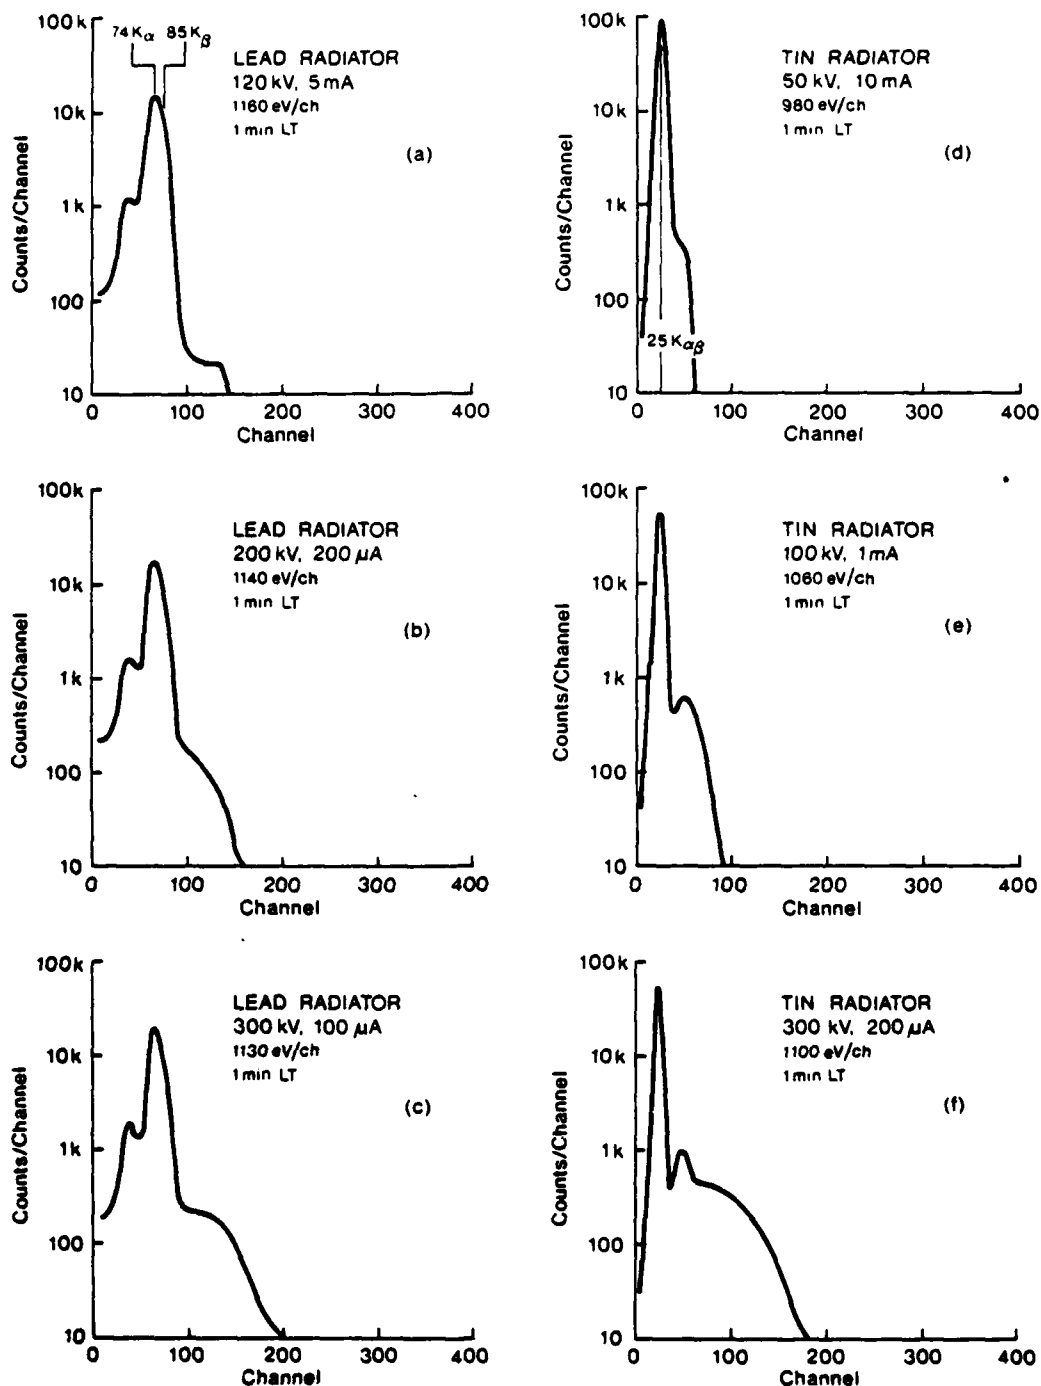 100k
74 Kα 85 Kβ
LEAD RADIATOR
120 kV, 5 mA
1160 eV/ch
1 min LT
(a)
10k
1k
100
10
Counts/Channel
0 100 200 300 400
Channel
100k
TIN RADIATOR
50 kV, 10 mA
980 eV/ch
1 min LT
(d)
10k
1k
100
25 Kαβ
10
Counts/Channel
0 100 200 300 400
Channel
100k
LEAD RADIATOR
200 kV, 200 µA
1140 eV/ch
1 min LT
(b)
10k
1k
100
10
Counts/Channel
0 100 200 300 400
Channel
100k
TIN RADIATOR
100 kV, 1 mA
1060 eV/ch
1 min LT
(e)
10k
1k
100
10
Counts/Channel
0 100 200 300 400
Channel
100k
LEAD RADIATOR
300 kV, 100 µA
1130 eV/ch
1 min LT
(c)
10k
1k
100
10
Counts/Channel
0 100 200 300 400
Channel
100k
TIN RADIATOR
300 kV, 200 µA
1100 eV/ch
1 min LT
(f)
10k
1k
100
10
Counts/Channel
0 100 200 300 400
Channel